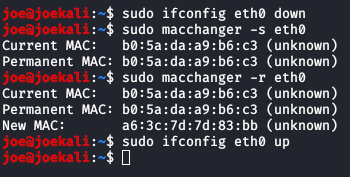 joe@joekali:~$ sudo ifconfig eth0 down
joe@joekali:~$ sudo macchanger -s eth0
Current MAC:   b0:5a:da:a9:b6:c3 (unknown)
Permanent MAC: b0:5a:da:a9:b6:c3 (unknown)
joe@joekali:~$ sudo macchanger -r eth0
Current MAC:   b0:5a:da:a9:b6:c3 (unknown)
Permanent MAC: b0:5a:da:a9:b6:c3 (unknown)
New MAC:       a6:3c:7d:7d:83:bb (unknown)
joe@joekali:~$ sudo ifconfig eth0 up
joe@joekali:~$